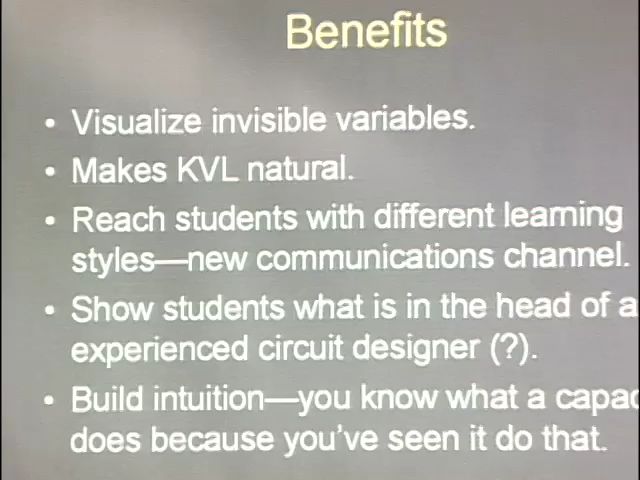 Benefits
• Visualize invisible variables.
• Makes KVL natural.
• Reach students with different learning
styles—new communications channel.
• Show students what is in the head of a
experienced circuit designer (?).
• Build intuition—you know what a
does because you've seen it do that.